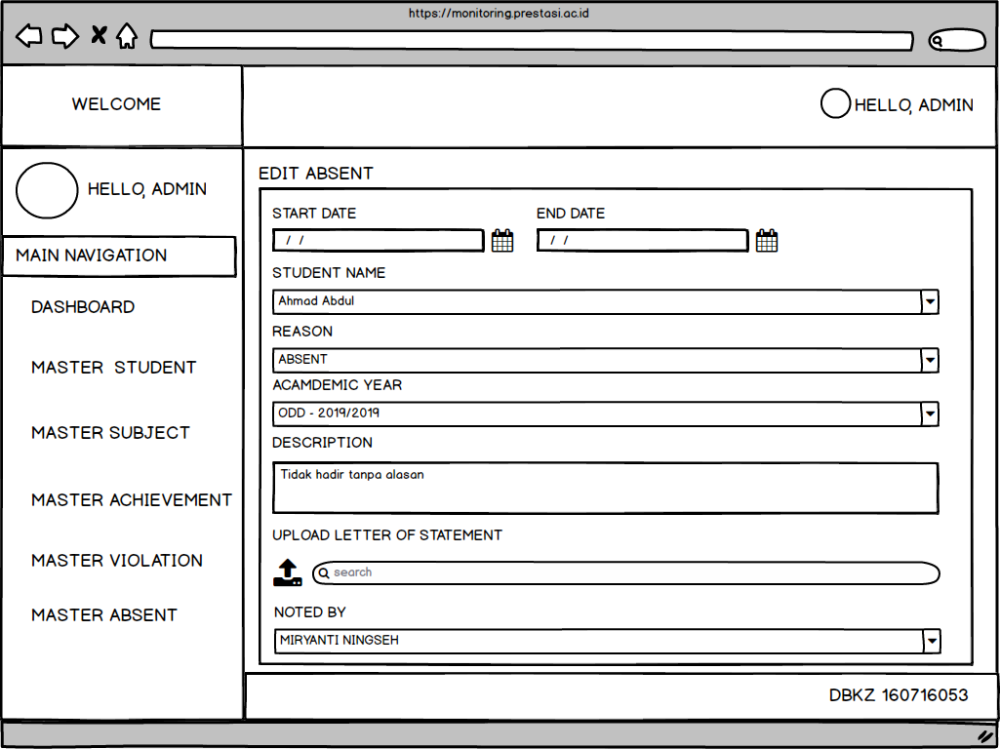 https://monitoring.prestasi.ac.id
WELCOME
HELLO, ADMIN
HELLO, ADMIN
MAIN NAVIGATION
DASHBOARD
MASTER STUDENT
MASTER SUBJECT
MASTER ACHIEVEMENT
MASTER VIOLATION
MASTER ABSENT
EDIT ABSENT
START DATE
END DATE
/ /
/ /
STUDENT NAME
Ahmad Abdul
REASON
ABSENT
ACAMDEMIC YEAR
ODD - 2019/2019
DESCRIPTION
Tidak hadir tanpa alasan
UPLOAD LETTER OF STATEMENT
search
NOTED BY
MIRYANTI NINGSEH
DBKZ 160716053